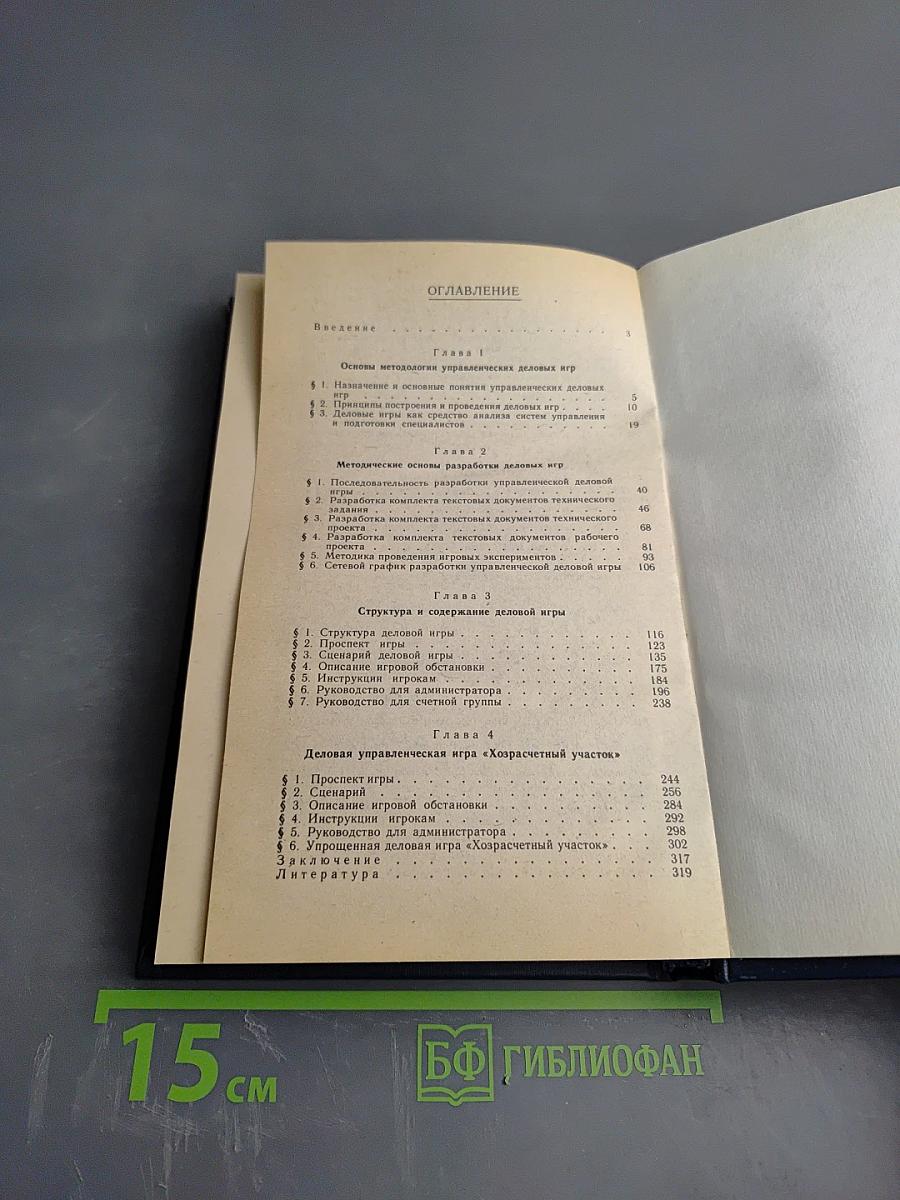 ОГЛАВЛЕНИЕ
Введение . . . . . . . . . . . . . . . . 3
Глава 1
Основы методологии управленческих деловых игр
§ 1. Назначение и основные понятия управленческих деловых
игр . . . . . . . . . . . . . . . . 5
§ 2. Принципы построения и проведения деловых игр . . . . 10
§ 3. Деловые игры как средство анализа систем управления
и подготовки специалистов . . . . . . . . . . . 19
Глава 2
Методические основы разработки деловых игр
§ 1. Последовательность разработки управленческой деловой
игры . . . . . . . . . . . . . . . . 40
§ 2. Разработка комплекта текстовых документов технического
задания . . . . . . . . . . . . . . . . 46
§ 3. Разработка комплекта текстовых документов технического
проекта . . . . . . . . . . . . . . . . 68
§ 4. Разработка комплекта текстовых документов рабочего
проекта . . . . . . . . . . . . . . . . 81
§ 5. Методика проведения игровых экспериментов . . . . . 93
§ 6. Сетевой график разработки управленческой деловой игры 106
Глава 3
Структура и содержание деловой игры
§ 1. Структура деловой игры . . . . . . . . . . . . 116
§ 2. Проспект игры . . . . . . . . . . . . . . . 123
§ 3. Сценарий деловой игры . . . . . . . . . . . . 135
§ 4. Описание игровой обстановки . . . . . . . . . . 175
§ 5. Инструкции игрокам . . . . . . . . . . . . . 184
§ 6. Руководство для администратора . . . . . . . . . 196
§ 7. Руководство для счетной группы . . . . . . . . . 238
Глава 4
Деловая управленческая игра «Хозрасчетный участок»
§ 1. Проспект игры . . . . . . . . . . . . . . . 244
§ 2. Сценарий . . . . . . . . . . . . . . . . 256
§ 3. Описание игровой обстановки . . . . . . . . . . 284
§ 4. Инструкции игрокам . . . . . . . . . . . . . 292
§ 5. Руководство для администратора . . . . . . . . . 298
§ 6. Упрощенная деловая игра «Хозрасчетный участок» . . . 302
Заключение . . . . . . . . . . . . . . . . 317
Литература . . . . . . . . . . . . . . . . 319
15 см
БФ ГИБЛИОФАН